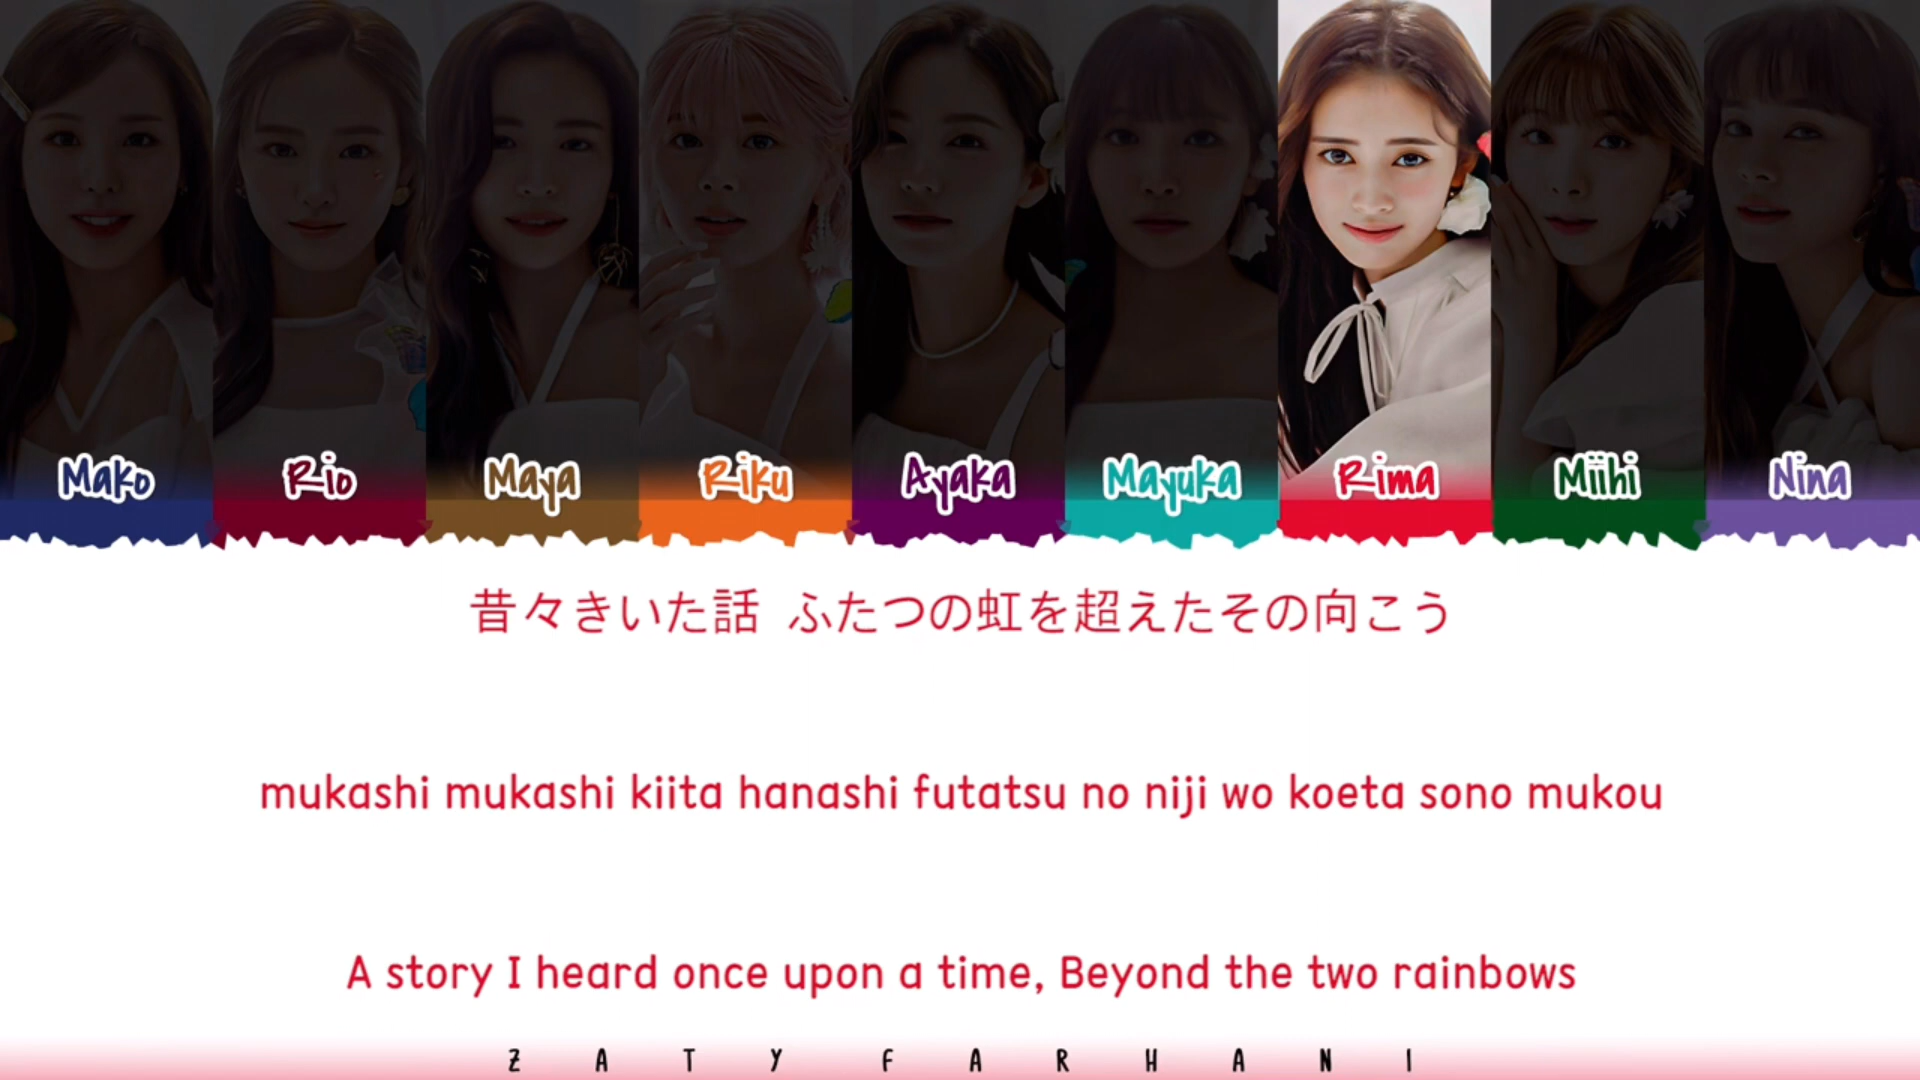 Mako Rio Maya Riku Ayaka Mayuka Rima Miihi Nina
昔々きいた話 ふたつの虹を超えたその向こう
mukashi mukashi kiita hanashi futatsu no niji wo koeta sono mukou
A story I heard once upon a time, Beyond the two rainbows
ZATY FARHANI